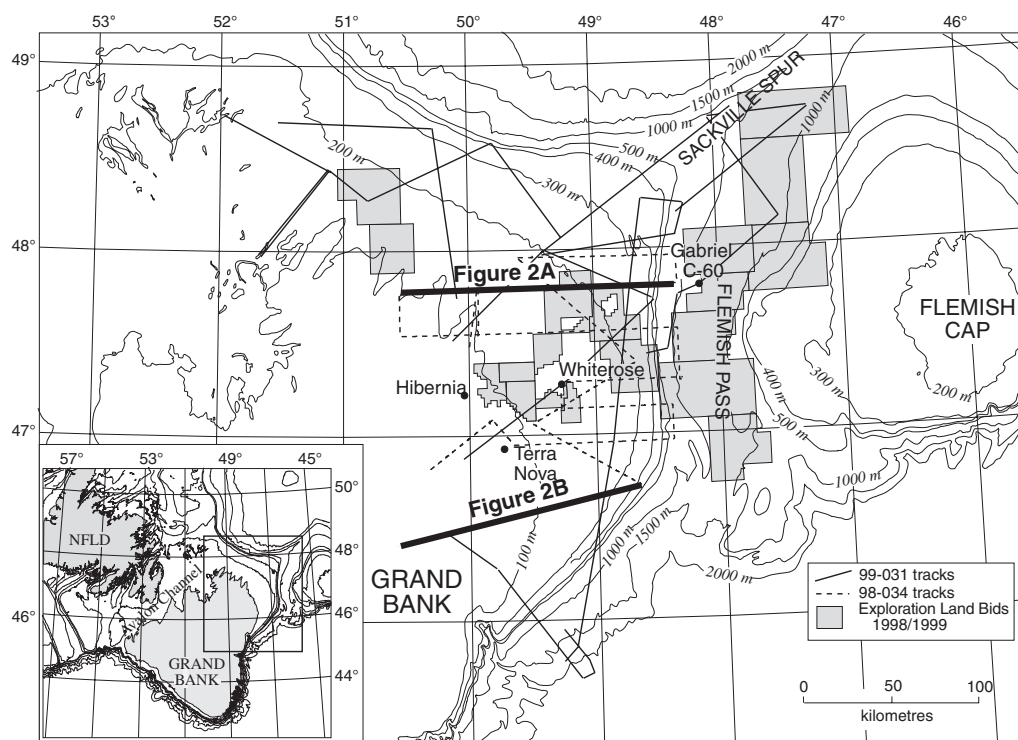 53° 52° 51° 50° 49° 48° 47° 46°
49°
48°
47°
46°
2000 m
1500 m
1000 m
500 m
400 m
300 m
200 m
SACKVILLE SPUR
1000 m
Gabriel
C-60
Figure 2A
FLEMISH PASS
FLEMISH
CAP
Whiterose
Hibernia
400 m
300 m
200 m
500 m
Terra
Nova
1000 m
Figure 2B
100 m
1000 m
1500 m
2000 m
GRAND
BANK
99-031 tracks
98-034 tracks
Exploration Land Bids
1998/1999
0 50 100
kilometres
57° 53° 49° 45°
50°
48°
46°
44°
NFLD
Avalon Channel
GRAND
BANK